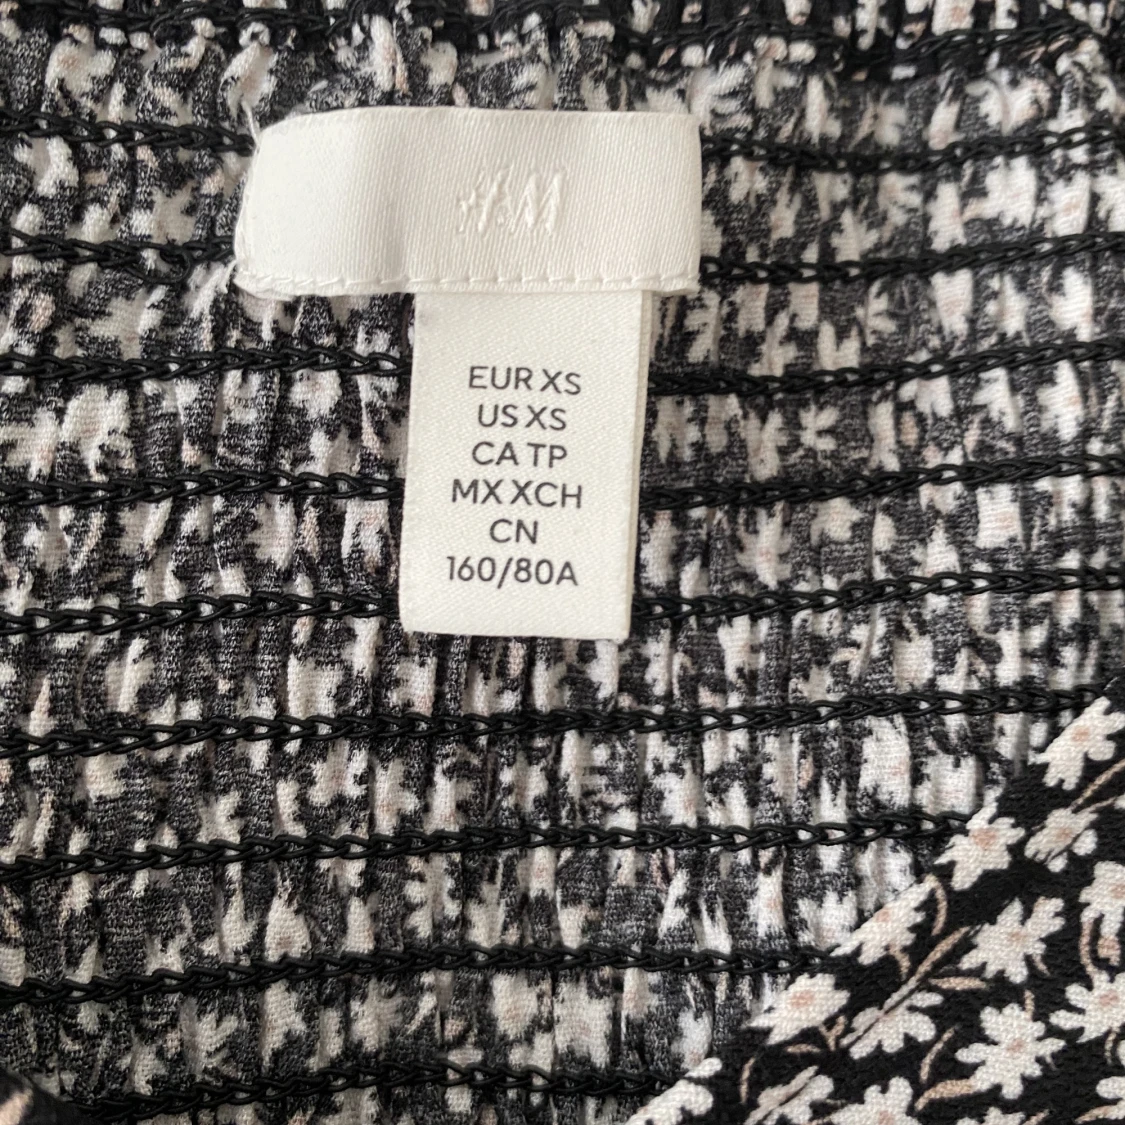 H&M
EUR XS
US XS
CA TP
MX XCH
CN
160/80A